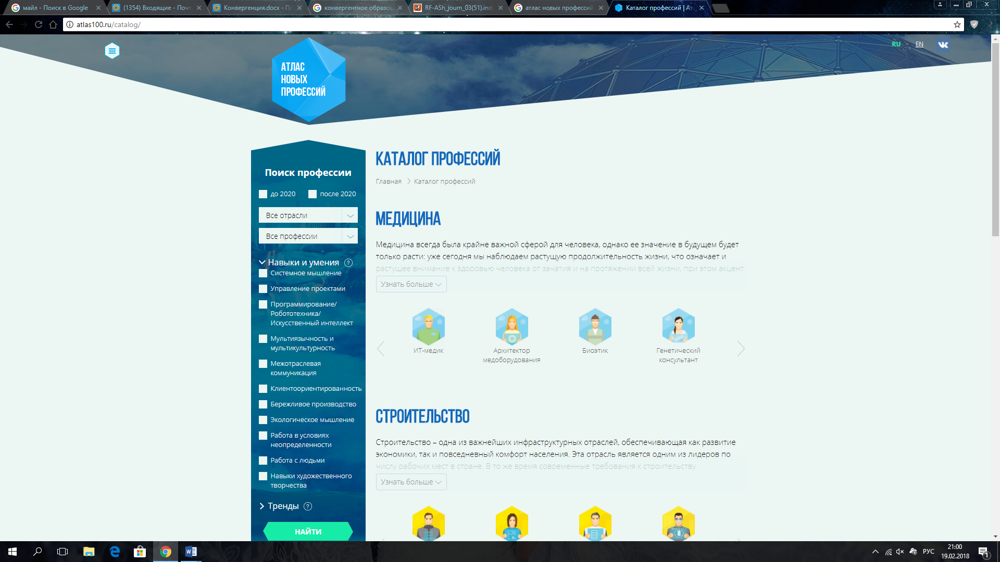 майл - Поиск в Google
(1354) Входящие - Почт
Конвергенция.docx - По
конвергентное образов
RF-ASh_journ_03(51).ind
атлас новых профессий
Каталог профессий | Ат
atlas100.ru/catalog/
RU
EN
АТЛАС
НОВЫХ
ПРОФЕССИЙ
Поиск профессии
до 2020
после 2020
Все отрасли
Все профессии
Навыки и умения ?
Системное мышление
Управление проектами
Программирование/
Робототехника/
Искусственный интеллект
Мультиязычность и
мультикультурность
Межотраслевая
коммуникация
Клиентоориентированность
Бережливое производство
Экологическое мышление
Работа в условиях
неопределенности
Работа с людьми
Навыки художественного
творчества
Тренды ?
НАЙТИ
КАТАЛОГ ПРОФЕССИЙ
Главная
Каталог профессий
МЕДИЦИНА
Медицина всегда была крайне важной сферой для человека, однако ее значение в будущем будет
только расти: уже сегодня мы наблюдаем растущую продолжительность жизни, что означает и
растущее внимание к здоровью человека от зачатия и на протяжении всей жизни, при этом акцент
Узнать больше
ИТ-медик
Архитектор
медоборудования
Биоэтик
Генетический
консультант
СТРОИТЕЛЬСТВО
Строительство – одна из важнейших инфраструктурных отраслей, обеспечивающая как развитие
экономики, так и повседневный комфорт населения. Эта отрасль является одним из лидеров по
числу рабочих мест в стране. В то же время современные требования к строительству
Узнать больше
РУС
21:00
19.02.2018
1